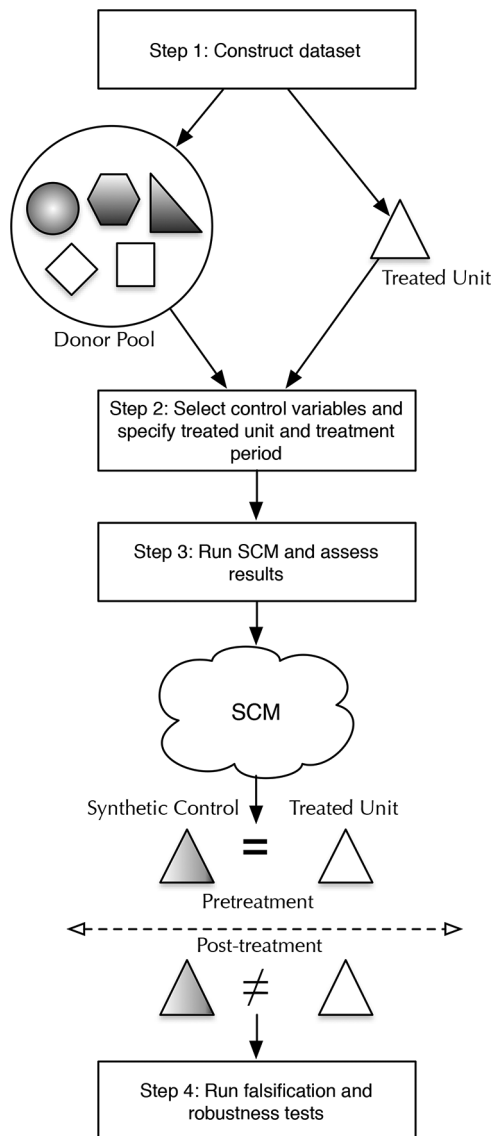 Step 1: Construct dataset
Treated Unit
Donor Pool
Step 2: Select control variables and
specify treated unit and treatment
period
Step 3: Run SCM and assess
results
SCM
Synthetic Control
Treated Unit
=
Pretreatment
Post-treatment
≠
Step 4: Run falsification and
robustness tests